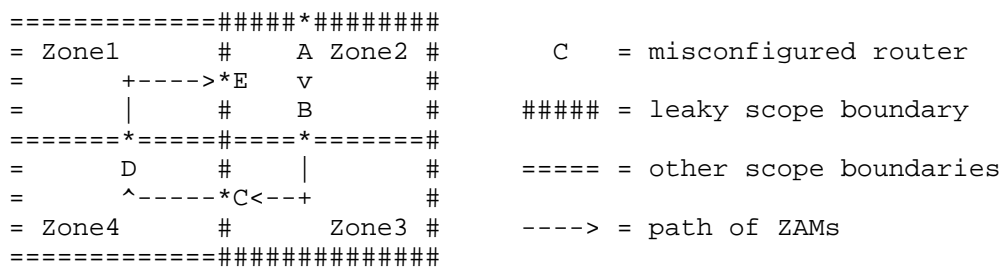 =============#####*########
= Zone1      #    A Zone2 #       C   = misconfigured router
=      +---->*E   v       #
=      |     #    B       #     ##### = leaky scope boundary
=======*=====#====*=======#
=      D     #    |       #     ===== = other scope boundaries
=      ^-----*C<--+       #
= Zone4      #      Zone3 #     ----> = path of ZAMs
=============##############